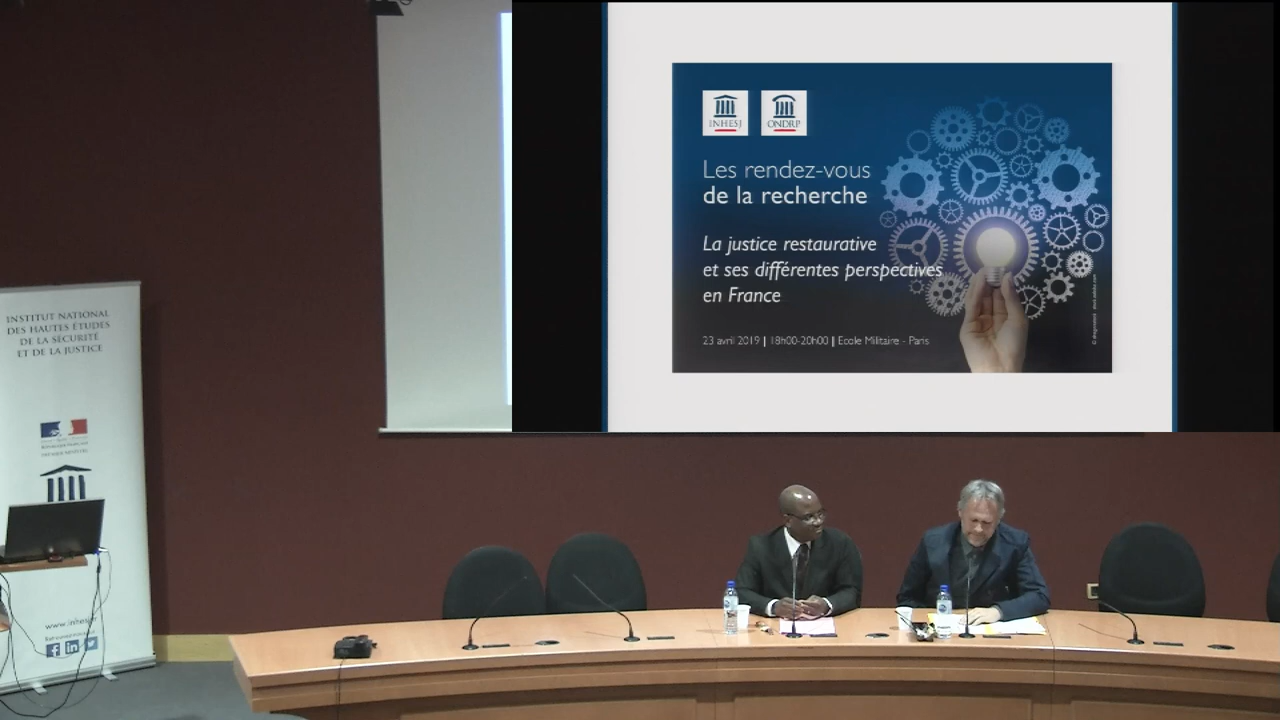 INHESJ
ONDRP
Les rendez-vous
de la recherche
La justice restaurative
et ses différentes perspectives
en France
23 avril 2019 | 18h00-20h00 | Ecole Militaire - Paris
INSTITUT NATIONAL
DES HAUTES ÉTUDES
DE LA SÉCURITÉ
ET DE LA JUSTICE
www.inhesj